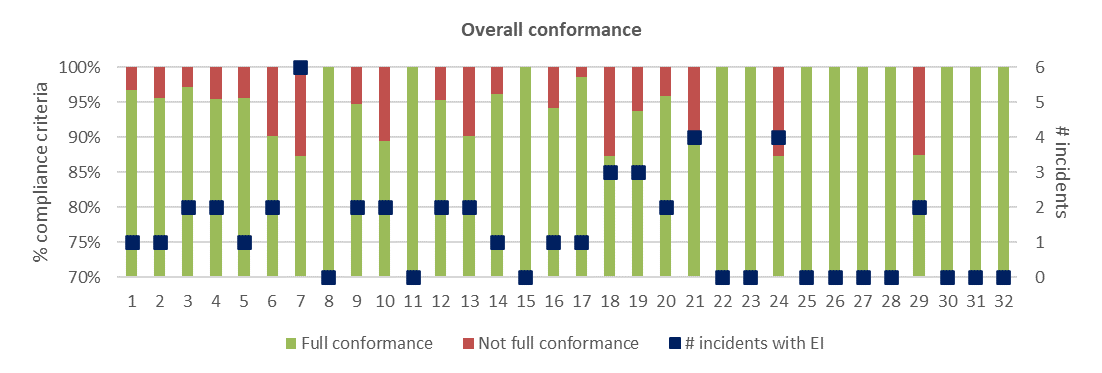 Overall conformance
% compliance criteria
100%
95%
90%
85%
80%
75%
70%
6
5
4
3
2
1
0
# incidents
1 2 3 4 5 6 7 8 9 10 11 12 13 14 15 16 17 18 19 20 21 22 23 24 25 26 27 28 29 30 31 32
Full conformance Not full conformance # incidents with EI